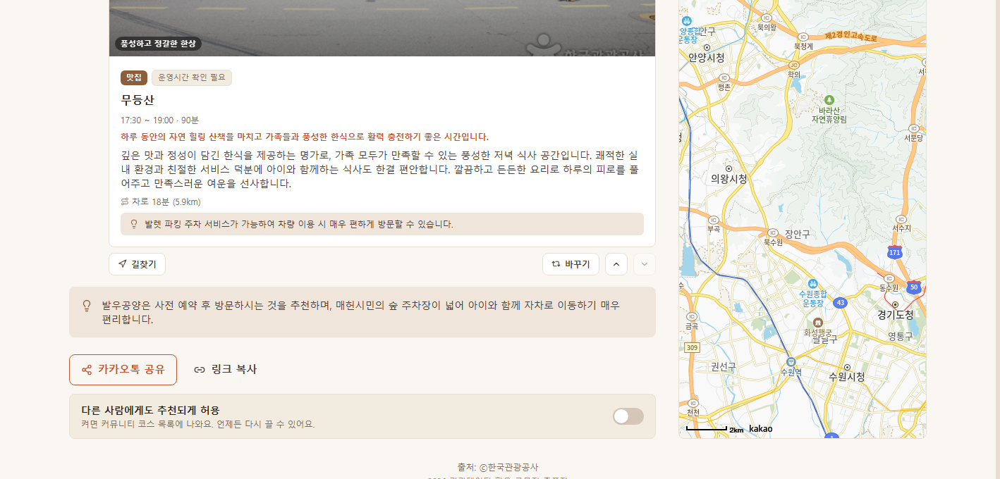 풍성하고 정갈한 한상
한국관광공사
맛집
운영시간 확인 필요
무등산
17:30 ~ 19:00 · 90분
하루 동안의 자연 힐링 산책을 마치고 가족들과 풍성한 한식으로 활력 충전하기 좋은 시간입니다.
깊은 맛과 정성이 담긴 한식을 제공하는 명가로, 가족 모두가 만족할 수 있는 풍성한 저녁 식사 공간입니다. 쾌적한 실
내 환경과 친절한 서비스 덕분에 아이와 함께하는 식사도 한결 편안합니다. 깔끔하고 든든한 요리로 하루의 피로를 풀
어주고 만족스러운 여운을 선사합니다.
차로 18분 (5.9km)
발렛 파킹 주차 서비스가 가능하여 차량 이용 시 매우 편하게 방문할 수 있습니다.
길찾기
바꾸기
발우공양은 사전 예약 후 방문하시는 것을 추천하며, 매헌시민의 숲 주차장이 넓어 아이와 함께 자차로 이동하기 매우
편리합니다.
카카오톡 공유
링크 복사
다른 사람에게도 추천되게 허용
켜면 커뮤니티 코스 목록에 나와요. 언제든 다시 끌 수 있어요.
출처: ©한국관광공사
IC
북의왕
제2경인고속도로
IC
북청계
안양시청
JC
학의
IC
평촌
바라산
자연휴양림
IC
서분당
의왕시청
IC
부곡
IC
북수원
장안구
IC
서수지
171
IC
동수원
50
수원종합
운동장
43
경기도청
IC
금곡
화성행궁
팔달구
영통구
309
권선구
수원역
수원시청
IC
천천
2km
kakao
1